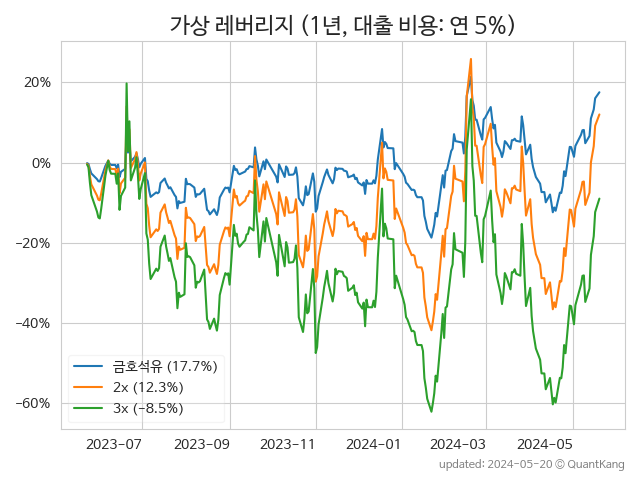 가상 레버리지 (1년, 대출 비용: 연 5%)
20%
0%
−20%
−40%
−60%
금호석유 (17.7%)
2x (12.3%)
3x (−8.5%)
2023-07
2023-09
2023-11
2024-01
2024-03
2024-05
updated: 2024-05-20 © QuantKang